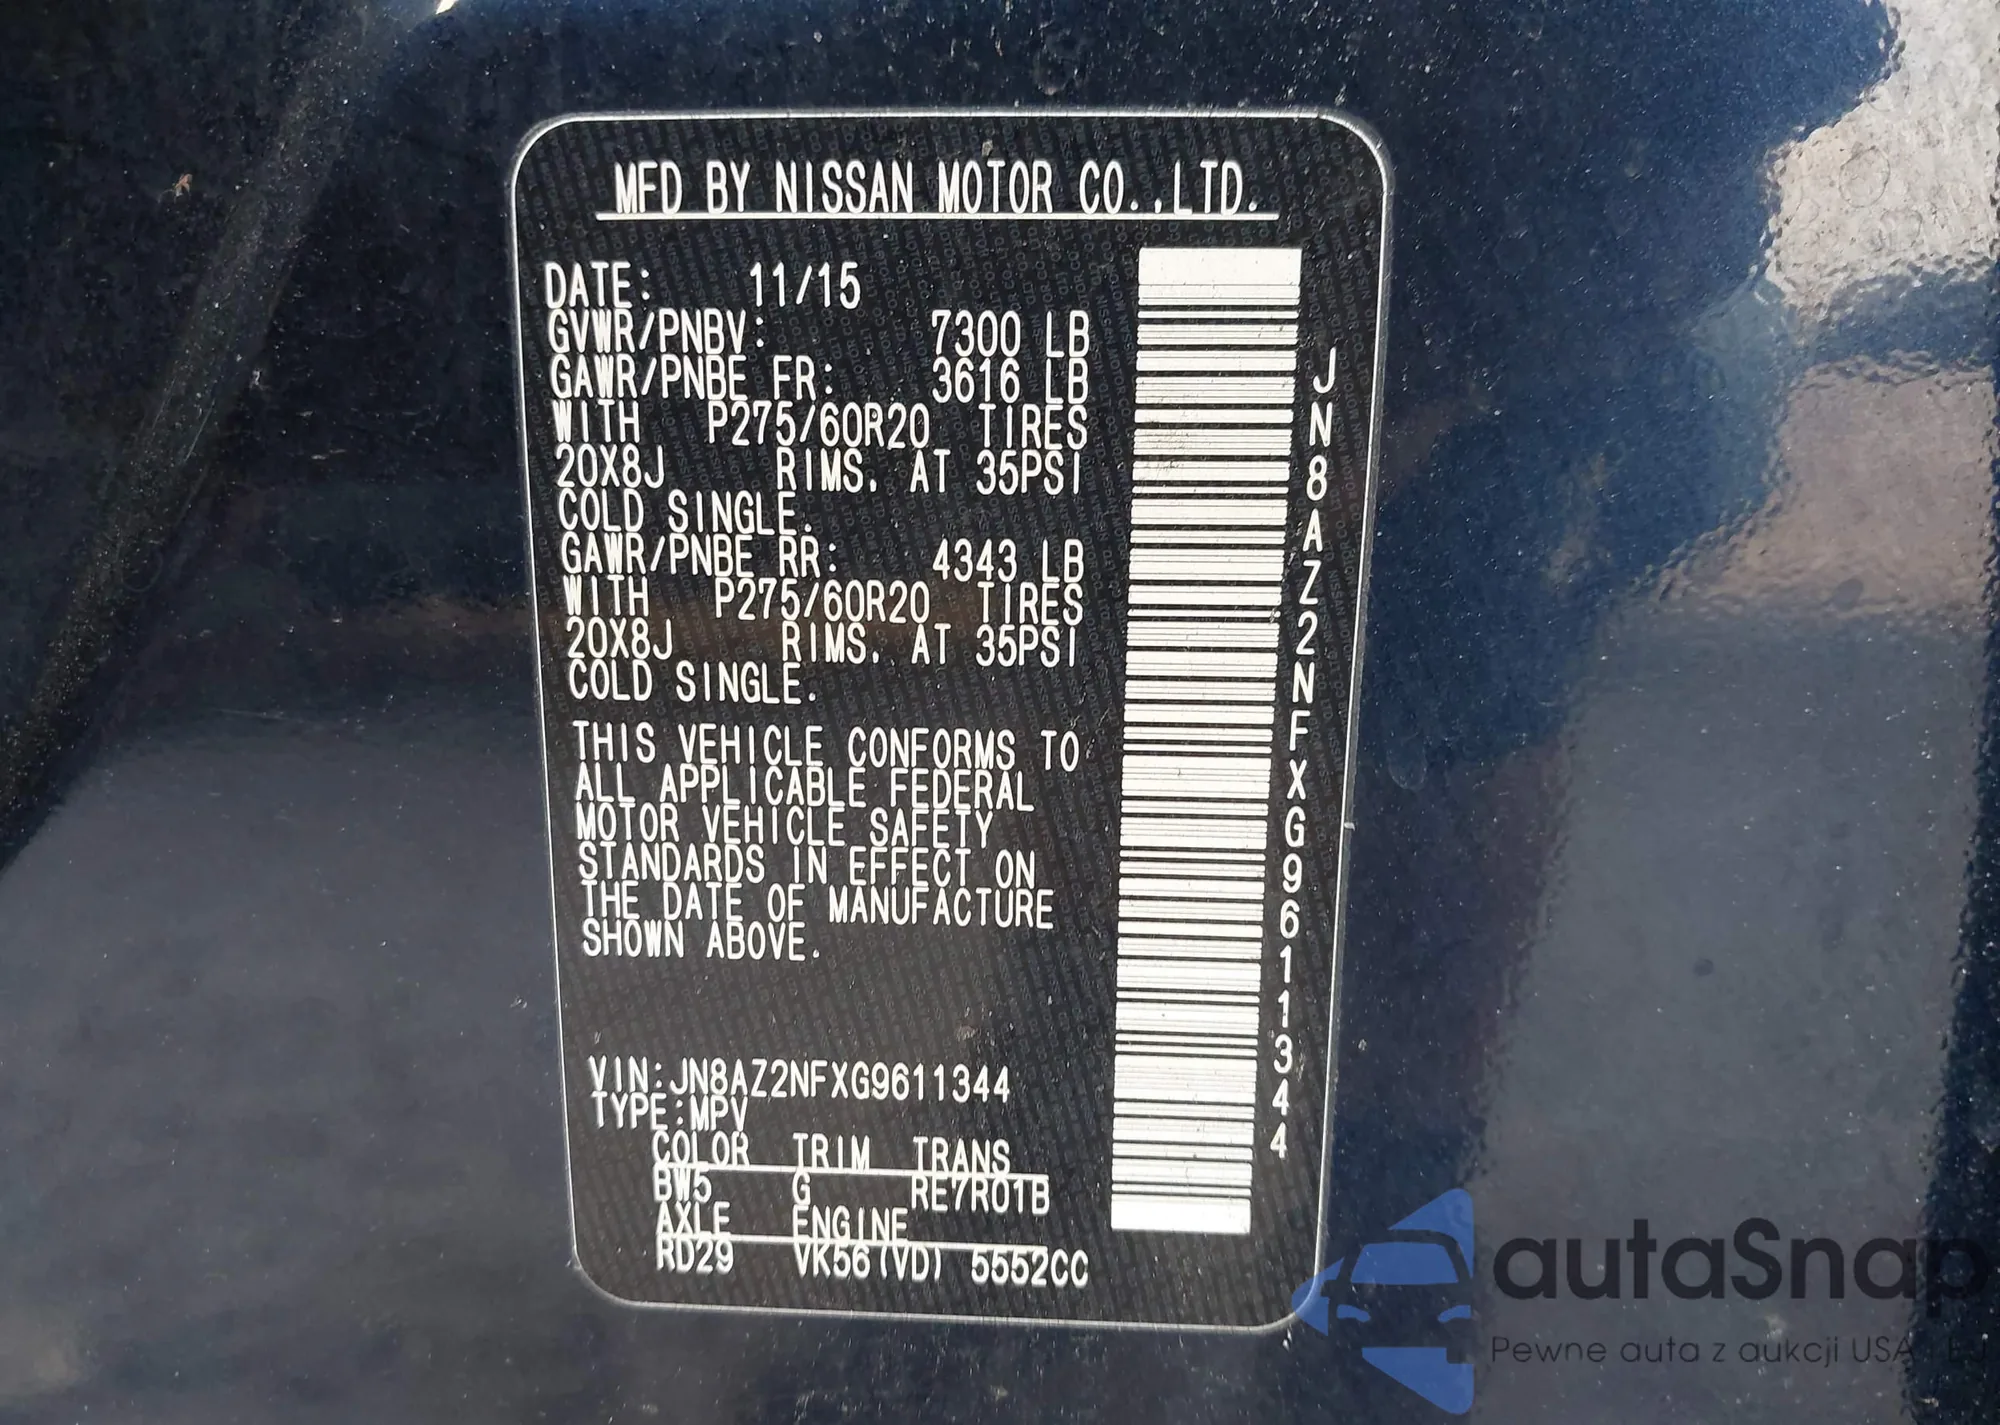 MFD BY NISSAN MOTOR CO.,LTD.
DATE: 11/15
GVWR/PNBV: 7300 LB
GAWR/PNBE FR: 3616 LB
WITH P275/60R20 TIRES
20X8J RIMS. AT 35PSI
COLD SINGLE.
GAWR/PNBE RR: 4343 LB
WITH P275/60R20 TIRES
20X8J RIMS. AT 35PSI
COLD SINGLE.
THIS VEHICLE CONFORMS TO
ALL APPLICABLE FEDERAL
MOTOR VEHICLE SAFETY
STANDARDS IN EFFECT ON
THE DATE OF MANUFACTURE
SHOWN ABOVE.
VIN:JN8AZ2NFXG9611344
TYPE:MPV
COLOR TRIM TRANS
BW5 G RE7R01B
AXLE ENGINE
RD29 VK56(VD) 5552CC
JN8AZ2NFXG9611344
autaSnap
Pewne auta z aukcji USA i EU